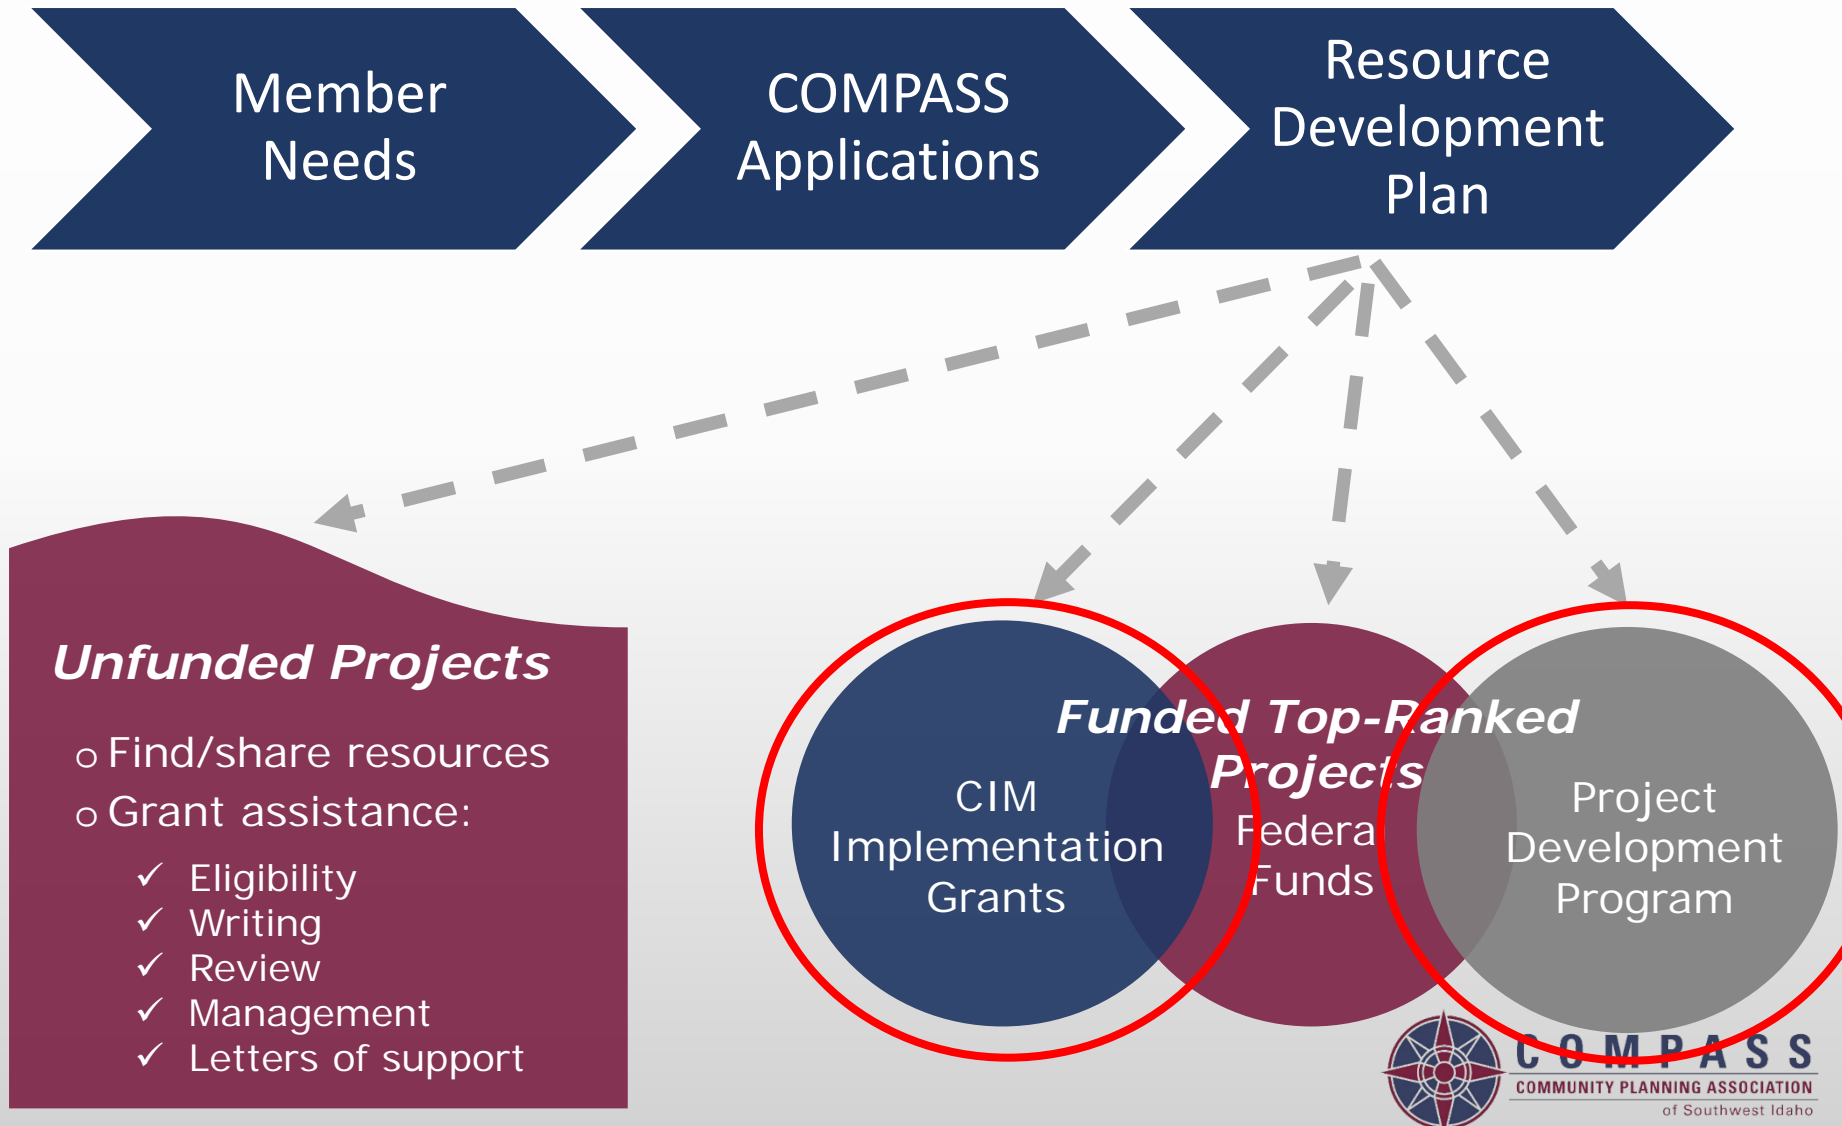 Member
Needs
COMPASS
Applications
Resource
Development
Plan
Unfunded Projects
o Find/share resources
o Grant assistance:
✓ Eligibility
✓ Writing
✓ Review
✓ Management
✓ Letters of support
Funded Top-Ranked
Projects
CIM
Implementation
Grants
Federal
Funds
Project
Development
Program
COMPASS
COMMUNITY PLANNING ASSOCIATION
of Southwest Idaho